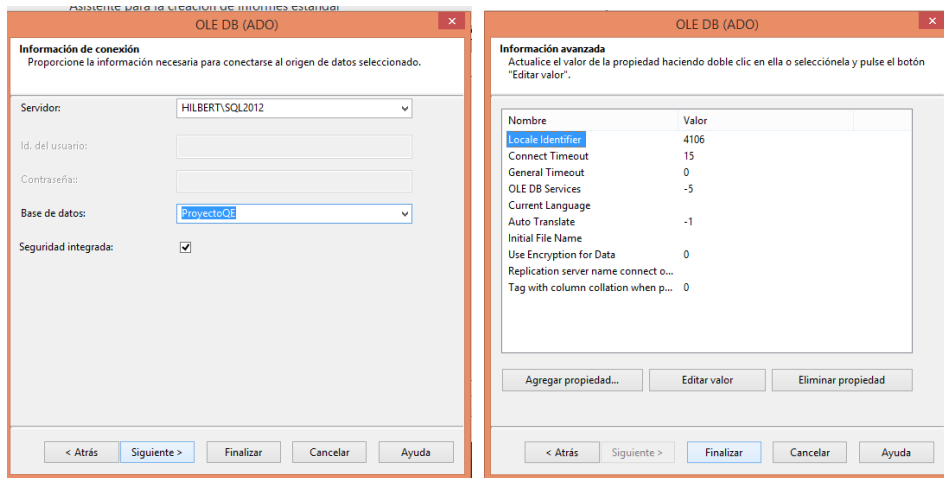 Asistente para la creación de informes estándar
OLE DB (ADO)
Información de conexión
Proporcione la información necesaria para conectarse al origen de datos seleccionado.
Servidor:
HILBERT\SQL2012
Id. del usuario:
Contraseña::
Base de datos:
ProyectoQE
Seguridad integrada:
< Atrás
Siguiente >
Finalizar
Cancelar
Ayuda
OLE DB (ADO)
Información avanzada
Actualice el valor de la propiedad haciendo doble clic en ella o selecciónela y pulse el botón
"Editar valor".
Nombre Valor
Locale Identifier 4106
Connect Timeout 15
General Timeout 0
OLE DB Services -5
Current Language
Auto Translate -1
Initial File Name
Use Encryption for Data 0
Replication server name connect o...
Tag with column collation when p... 0
Agregar propiedad...
Editar valor
Eliminar propiedad
< Atrás
Siguiente >
Finalizar
Cancelar
Ayuda